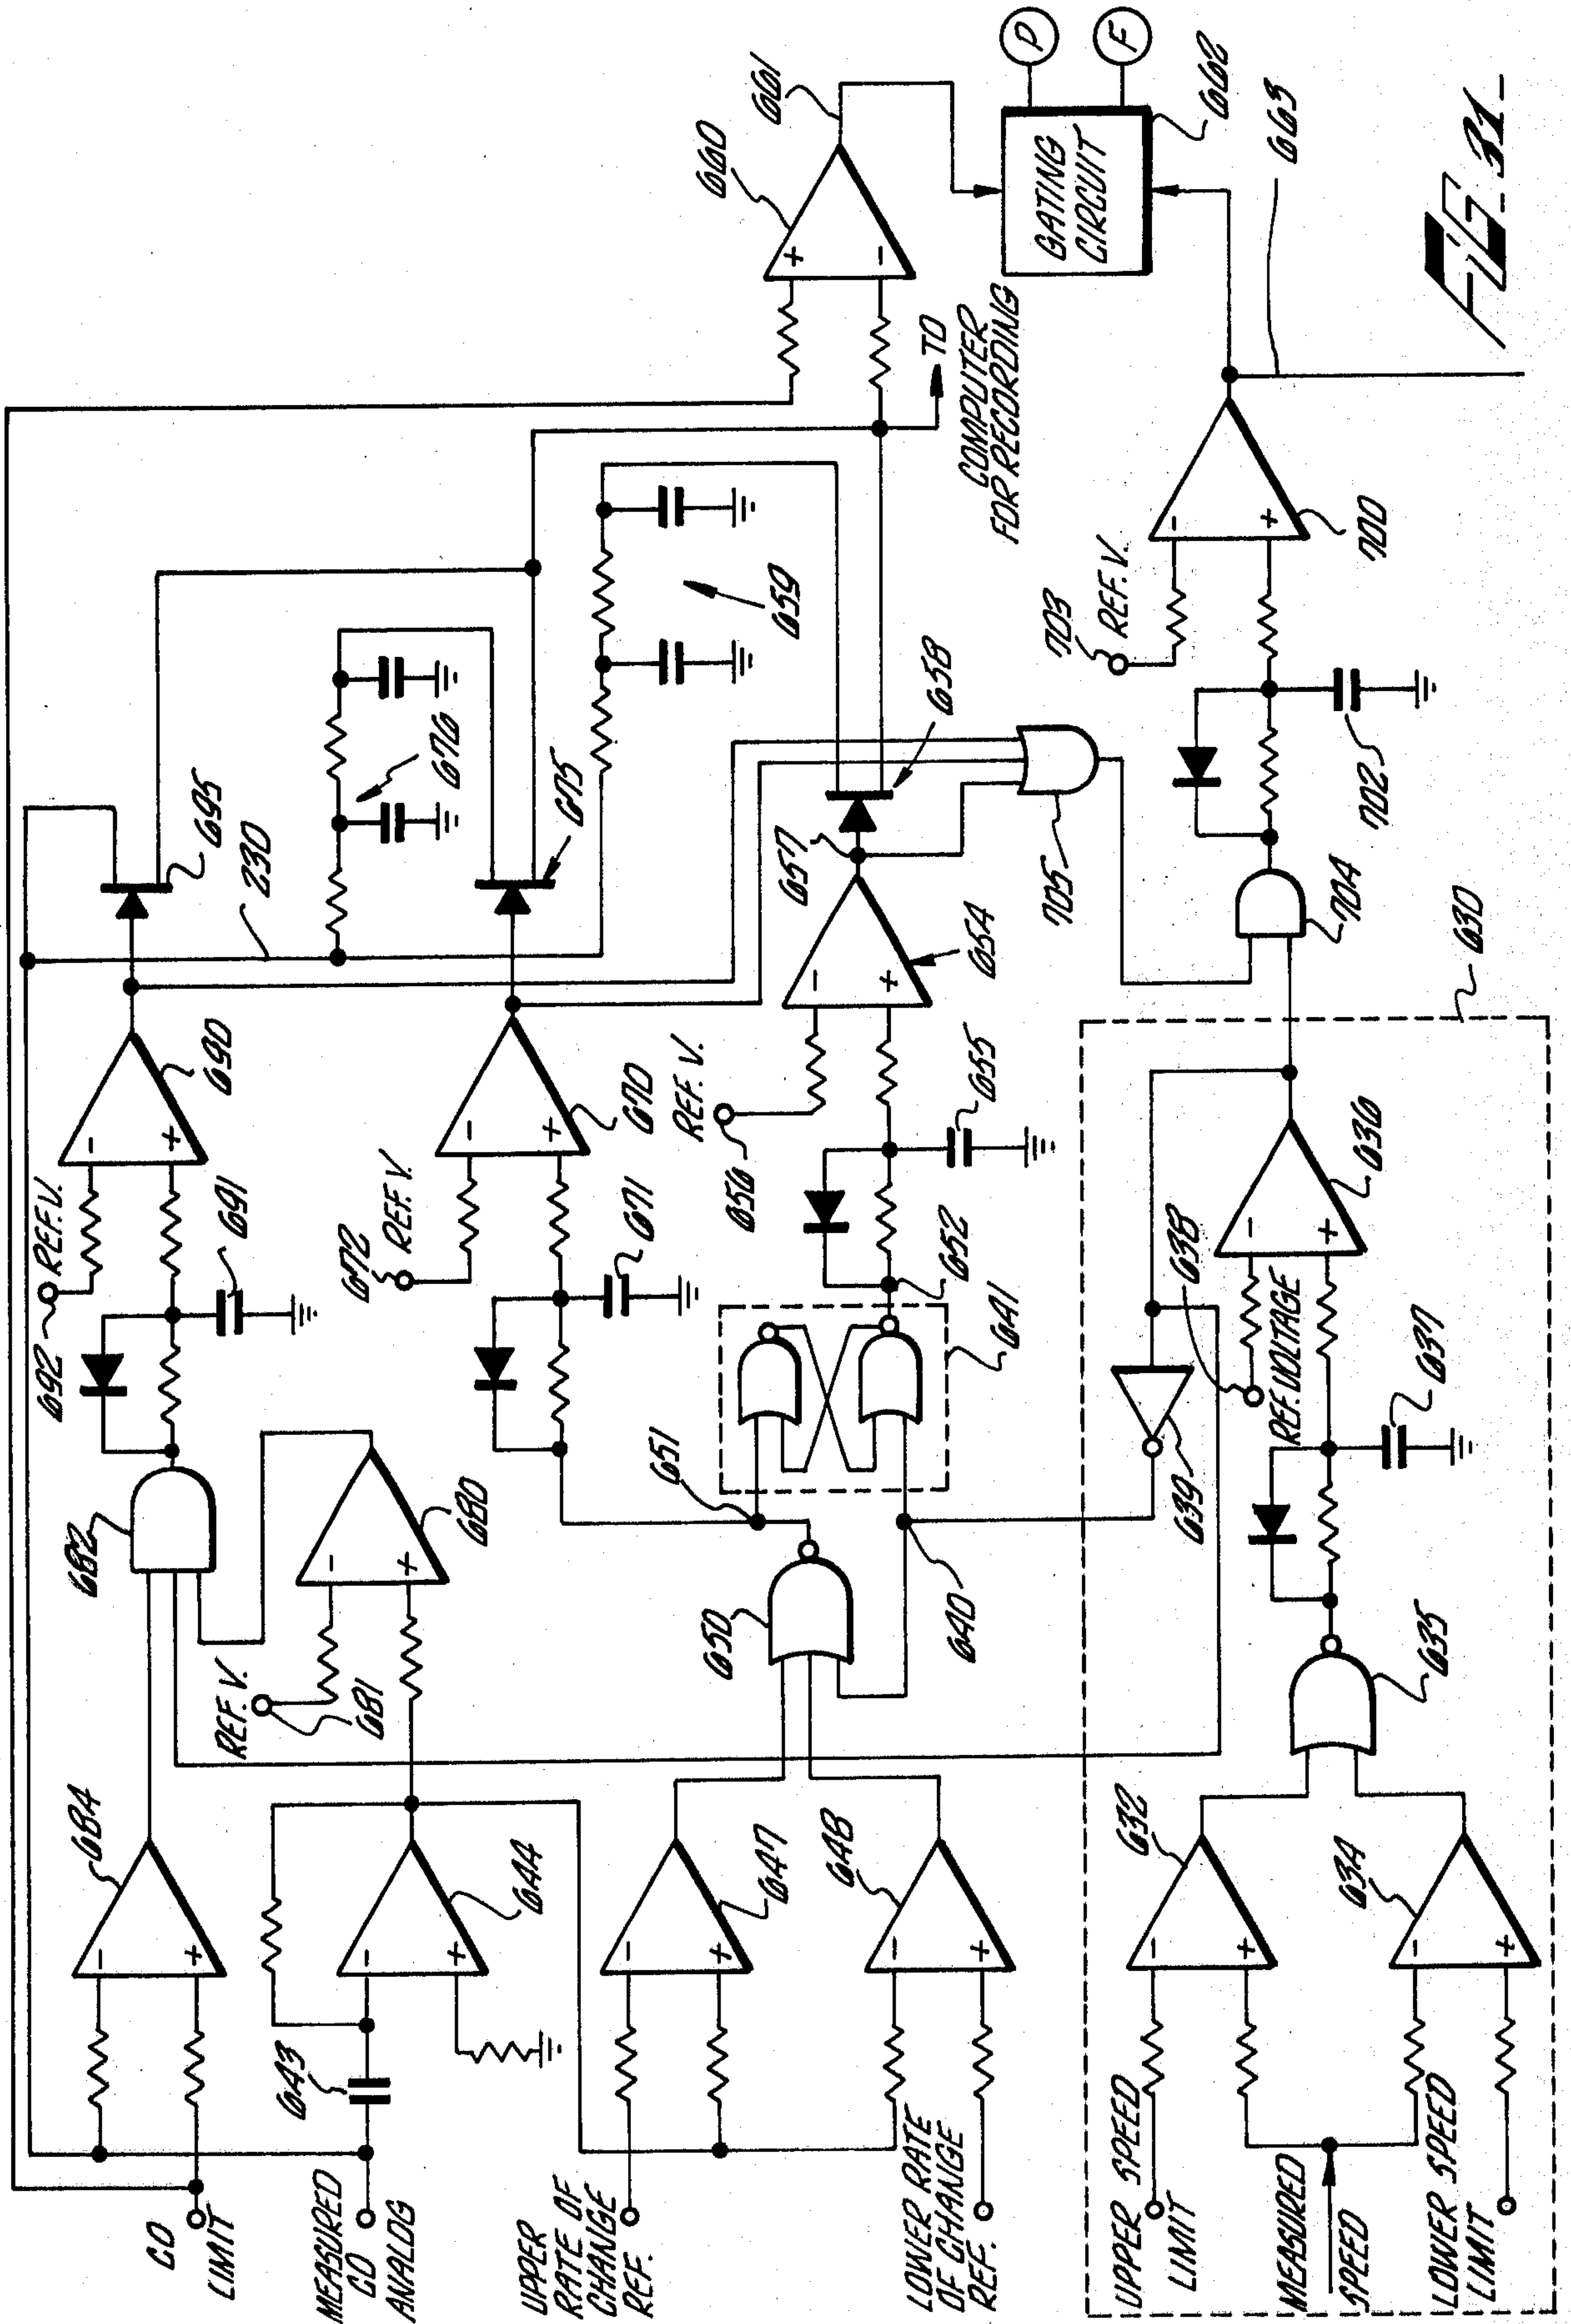 CO
LIMIT
MEASURED
CO
ANALOG
UPPER
RATE OF
CHANGE
REF.
LOWER RATE
OF CHANGE
REF.
UPPER SPEED
LIMIT
MEASURED
SPEED
LOWER SPEED
LIMIT
684
-
+
643
644
-
+
647
-
+
648
-
+
632
-
+
634
-
+
682
REF. V.
681
680
-
+
650
651
640
641
652
635
639
637
638
REF. VOLTAGE
636
-
+
630
692
REF. V.
691
690
-
+
672
REF. V.
671
670
-
+
656
REF. V.
655
654
-
+
657
658
659
695
230
676
675
705
704
702
703
REF. V.
700
-
+
TO
COMPUTER
FOR RECORDING
660
+
-
661
GATING
CIRCUIT
662
663
P
F
FIG_31_